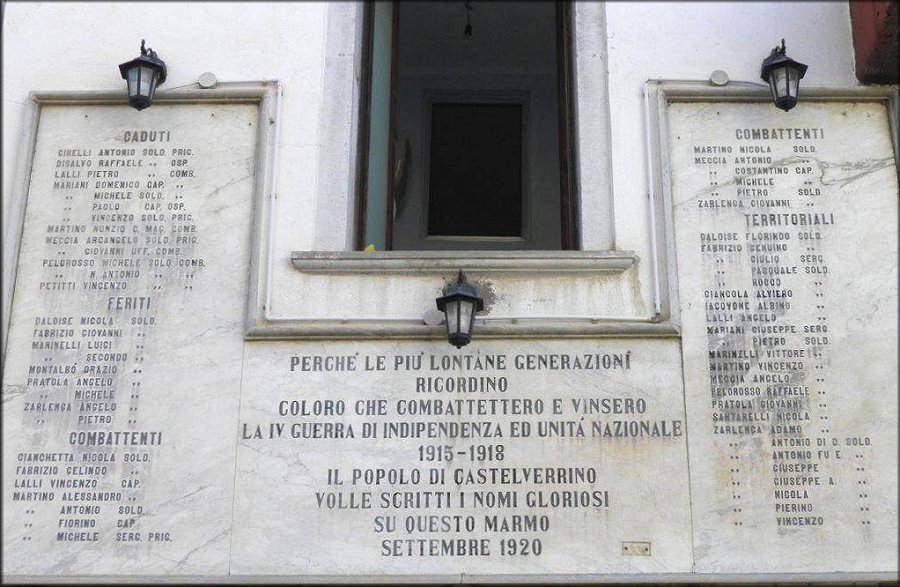 CADUTI
CIRELLI ANTONIO SOLD. PRIG.
DISALVO RAFFAELE „ OSP.
LALLI PIETRO „ COMB.
MARIANI DOMENICO CAP. „
„ MICHELE SOLD. „
„ PAOLO CAP. OSP.
„ VINCENZO SOLD. PRIG.
MARTINO NUNZIO C. MAG. COMB.
MECCIA ARCANGELO SOLD. PRIG.
„ GIOVANNI UFF. COMB.
PELOROSSO MICHELE SOLD. COMB.
„ N. ANTONIO „ „
PETITTI VINCENZO „ „
FERITI
DALOISE NICOLA SOLD.
FABRIZIO GIOVANNI „
MARINELLI LUIGI „
„ SECONDO „
MONTALBÓ ORAZIO „
PRATOLA ANGELO „
„ MICHELE „
ZARLENGA ANGELO „
„ PIETRO „
COMBATTENTI
CIANCHETTA NICOLA SOLD.
FABRIZIO GELINDO „
LALLI VINCENZO CAP.
MARTINO ALESSANDRO „
„ ANTONIO SOLD.
„ FIORINO CAP.
„ MICHELE SERG. PRIG.
PERCHE' LE PIU' LONTANE GENERAZIONI
RICORDINO
COLORO CHE COMBATTETTERO E VINSERO
LA IV GUERRA DI INDIPENDENZA ED UNITÁ NAZIONALE
1915-1918
IL POPOLO DI CASTELVERRINO
VOLLE SCRITTI I NOMI GLORIOSI
SU QUESTO MARMO
SETTEMBRE 1920
COMBATTENTI
MARTINO NICOLA SOLD.
MECCIA ANTONIO SOLD.
„ COSTANTINO CAP.
„ MICHELE „
„ PIETRO SOLD.
ZARLENGA GIOVANNI „
TERRITORIALI
DALOISE FLORINDO SOLD.
FABRIZIO GENUINO „
„ GIULIO SERG.
„ PASQUALE SOLD.
„ ROCCO „
CIANCOLA ALVIERO „
IACOVONE ALBINO „
LALLI ANGELO „
MARIANI GIUSEPPE SERG.
„ PIETRO SOLD.
MARINELLI VITTORE „
MARTINO VINCENZO „
MECCIA ANGELO „
PELOROSSO RAFFAELE „
PRATOLA GIOVANNI „
SANTARELLI NICOLA „
ZARLENGA ADAMO „
„ ANTONIO DI D. SOLD.
„ ANTONIO FU E. „
„ GIUSEPPE „
„ GIUSEPPE A. „
„ NICOLA „
„ PIERINO „
„ VINCENZO „